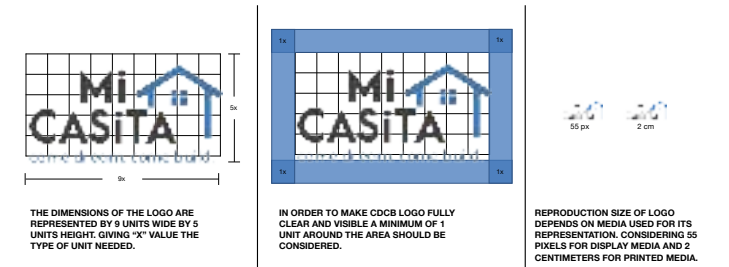 Mi
CASiTA
5x
9x
THE DIMENSIONS OF THE LOGO ARE
REPRESENTED BY 9 UNITS WIDE BY 5
UNITS HEIGHT. GIVING “X” VALUE THE
TYPE OF UNIT NEEDED.
1x
1x
Mi
CASiTA
1x
1x
IN ORDER TO MAKE CDCB LOGO FULLY
CLEAR AND VISIBLE A MINIMUM OF 1
UNIT AROUND THE AREA SHOULD BE
CONSIDERED.
55 px
2 cm
REPRODUCTION SIZE OF LOGO
DEPENDS ON MEDIA USED FOR ITS
REPRESENTATION. CONSIDERING 55
PIXELS FOR DISPLAY MEDIA AND 2
CENTIMETERS FOR PRINTED MEDIA.